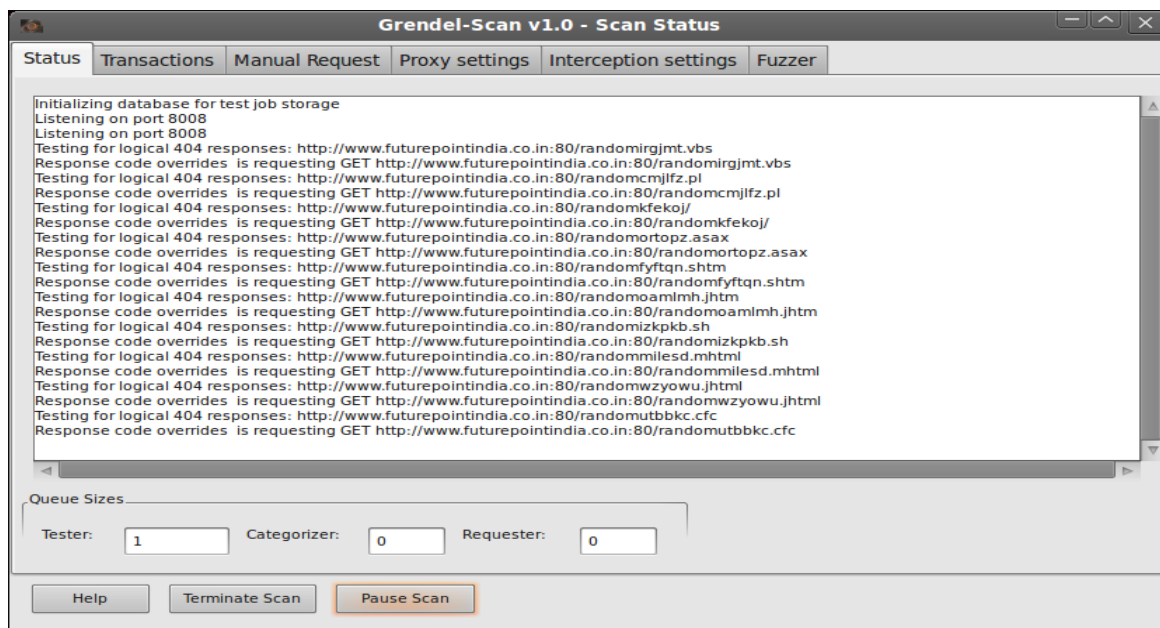 Grendel-Scan v1.0 - Scan Status
Status Transactions Manual Request Proxy settings Interception settings Fuzzer
Initializing database for test job storage
Listening on port 8008
Listening on port 8008
Testing for logical 404 responses: http://www.futurepointindia.co.in:80/randomirgjmt.vbs
Response code overrides  is requesting GET http://www.futurepointindia.co.in:80/randomirgjmt.vbs
Testing for logical 404 responses: http://www.futurepointindia.co.in:80/randomcmjlfz.pl
Response code overrides  is requesting GET http://www.futurepointindia.co.in:80/randomcmjlfz.pl
Testing for logical 404 responses: http://www.futurepointindia.co.in:80/randomkfekoj/
Response code overrides  is requesting GET http://www.futurepointindia.co.in:80/randomkfekoj/
Testing for logical 404 responses: http://www.futurepointindia.co.in:80/randomortopz.asax
Response code overrides  is requesting GET http://www.futurepointindia.co.in:80/randomortopz.asax
Testing for logical 404 responses: http://www.futurepointindia.co.in:80/randomfyftqn.shtm
Response code overrides  is requesting GET http://www.futurepointindia.co.in:80/randomfyftqn.shtm
Testing for logical 404 responses: http://www.futurepointindia.co.in:80/randomoamlmh.jhtm
Response code overrides  is requesting GET http://www.futurepointindia.co.in:80/randomoamlmh.jhtm
Testing for logical 404 responses: http://www.futurepointindia.co.in:80/randomizkpkb.sh
Response code overrides  is requesting GET http://www.futurepointindia.co.in:80/randomizkpkb.sh
Testing for logical 404 responses: http://www.futurepointindia.co.in:80/randommilesd.mhtml
Response code overrides  is requesting GET http://www.futurepointindia.co.in:80/randommilesd.mhtml
Testing for logical 404 responses: http://www.futurepointindia.co.in:80/randomwzyowu.jhtml
Response code overrides  is requesting GET http://www.futurepointindia.co.in:80/randomwzyowu.jhtml
Testing for logical 404 responses: http://www.futurepointindia.co.in:80/randomutbbkc.cfc
Response code overrides  is requesting GET http://www.futurepointindia.co.in:80/randomutbbkc.cfc
Queue Sizes
Tester: 1 Categorizer: 0 Requester: 0
Help Terminate Scan Pause Scan